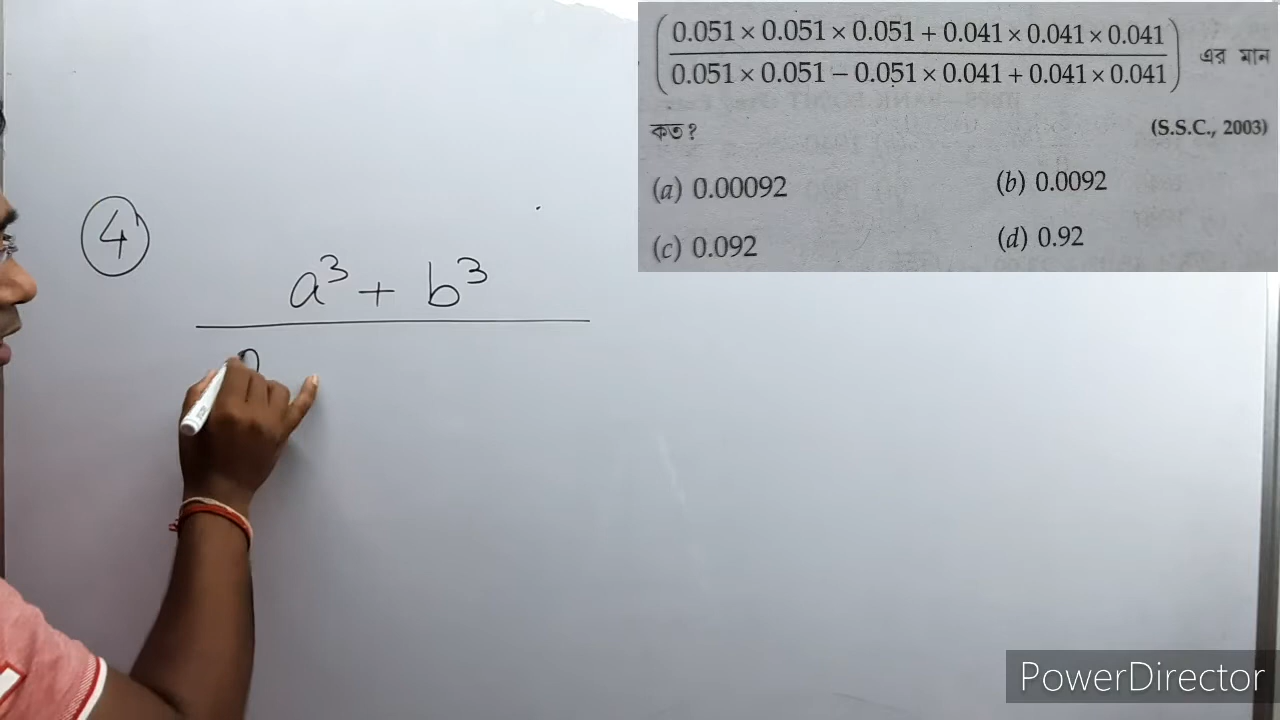 0.051 × 0.051 × 0.051 + 0.041 × 0.041 × 0.041
0.051 × 0.051 − 0.051 × 0.041 + 0.041 × 0.041
এর মান
কত?
(S.S.C., 2003)
(a) 0.00092
(b) 0.0092
(c) 0.092
(d) 0.92
4
a³ + b³
PowerDirector